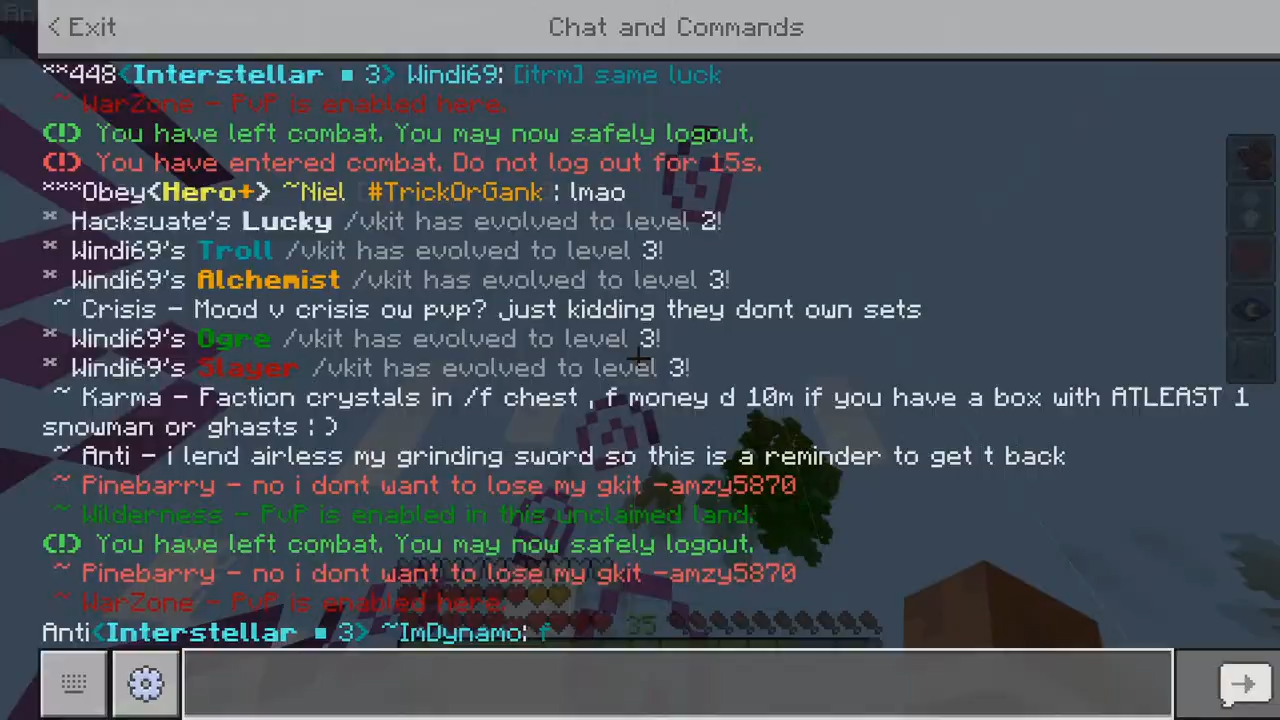 Exit
Chat and Commands
**448<Interstellar ▪ 3> Windi69: [itrm] same luck
~ WarZone - PvP is enabled here.
(!) You have left combat. You may now safely logout.
(!) You have entered combat. Do not log out for 15s.
***Obey<Hero+> ~Niel #TrickOrGank : lmao
* Hacksuate's Lucky /vkit has evolved to level 2!
* Windi69's Troll /vkit has evolved to level 3!
* Windi69's Alchemist /vkit has evolved to level 3!
~ Crisis - Mood v crisis ow pvp? just kidding they dont own sets
* Windi69's Ogre /vkit has evolved to level 3!
* Windi69's Slayer /vkit has evolved to level 3!
~ Karma - Faction crystals in /f chest , f money d 10m if you have a box with ATLEAST 1
snowman or ghasts : )
~ Anti - i lend airless my grinding sword so this is a reminder to get t back
~ Pinebarry - no i dont want to lose my gkit -amzy5870
~ Wilderness - PvP is enabled in this unclaimed land.
(!) You have left combat. You may now safely logout.
~ Pinebarry - no i dont want to lose my gkit -amzy5870
~ WarZone - PvP is enabled here.
35
Anti<Interstellar ▪ 3> ~ImDynamo: f